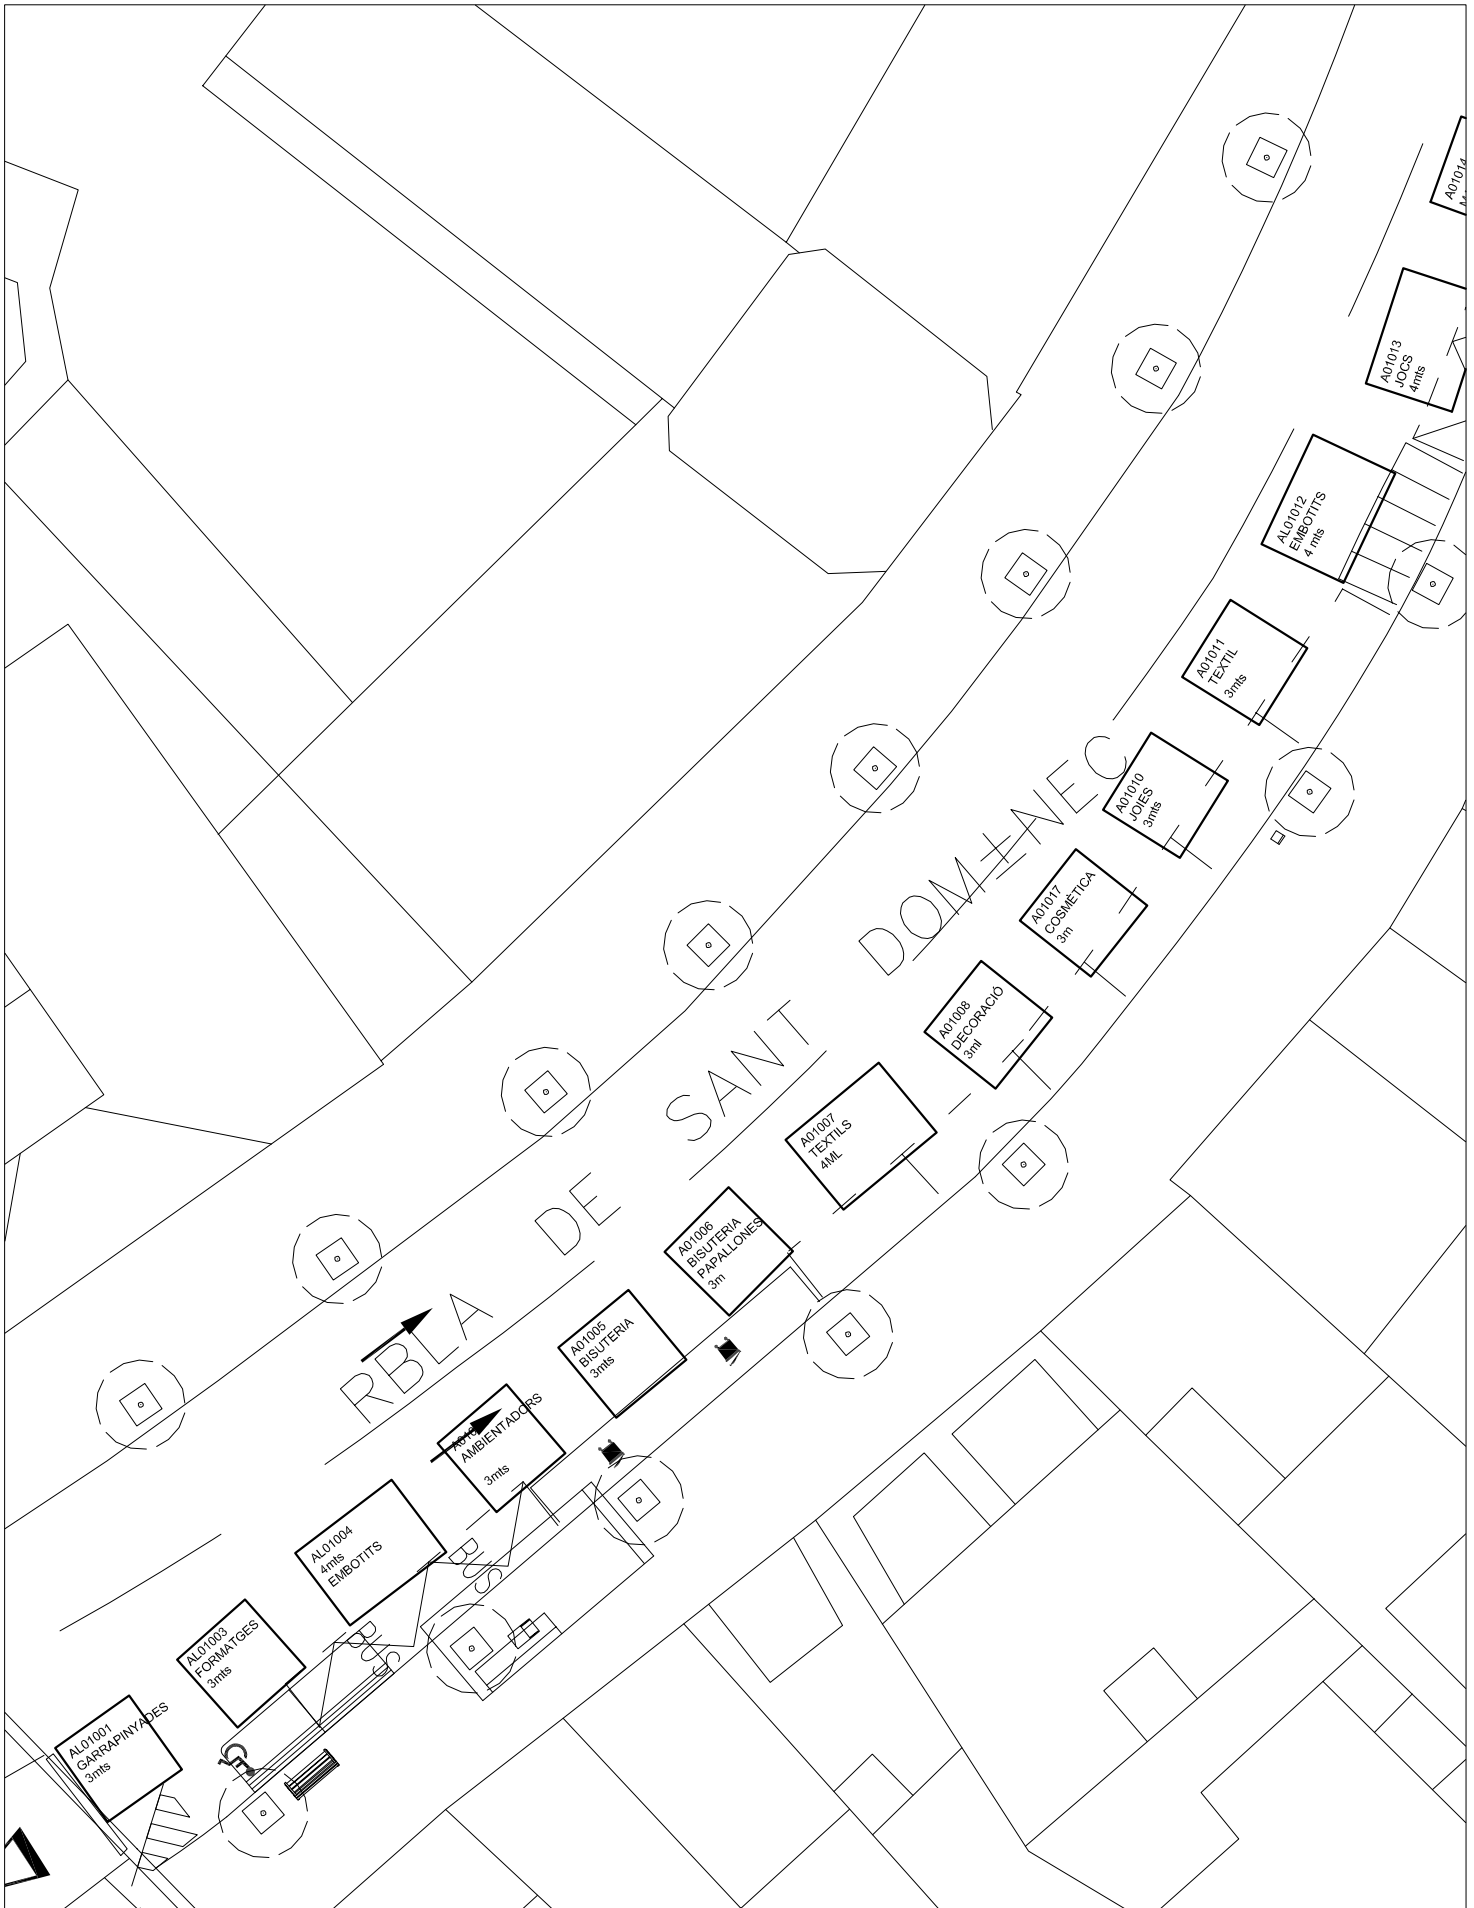 A01014
A01013
JOCS
4mts
AL01012
EMBOTITS
4 mts
A01011
TEXTIL
3mts
A01010
JOIES
3mts
A01017
COSMÈTICA
3m
A01008
DECORACIÓ
3ml
A01007
TEXTILS
4ML
A01006
BISUTERIA
PAPALLONES
3m
A01005
BISUTERIA
3mts
AMBIENTADORS
3mts
AL01004
4mts
EMBOTITS
AL01003
FORMATGES
3mts
AL01001
GARRAPINYADES
3mts
RBLA DE SANT
BUS
BUS